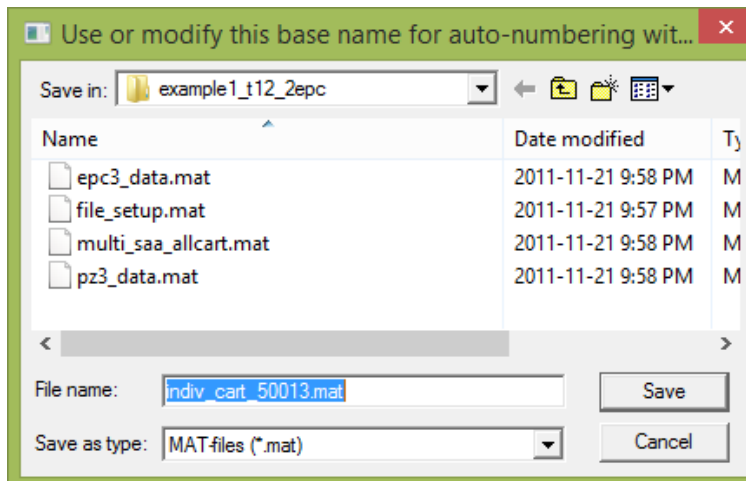 Use or modify this base name for auto-numbering wit...
Save in: example1_t12_2epc
Name Date modified Ty
epc3_data.mat 2011-11-21 9:58 PM M
file_setup.mat 2011-11-21 9:57 PM M
multi_saa_allcart.mat 2011-11-21 9:58 PM M
pz3_data.mat 2011-11-21 9:58 PM M
File name: indiv_cart_50013.mat Save
Save as type: MAT-files (*.mat) Cancel